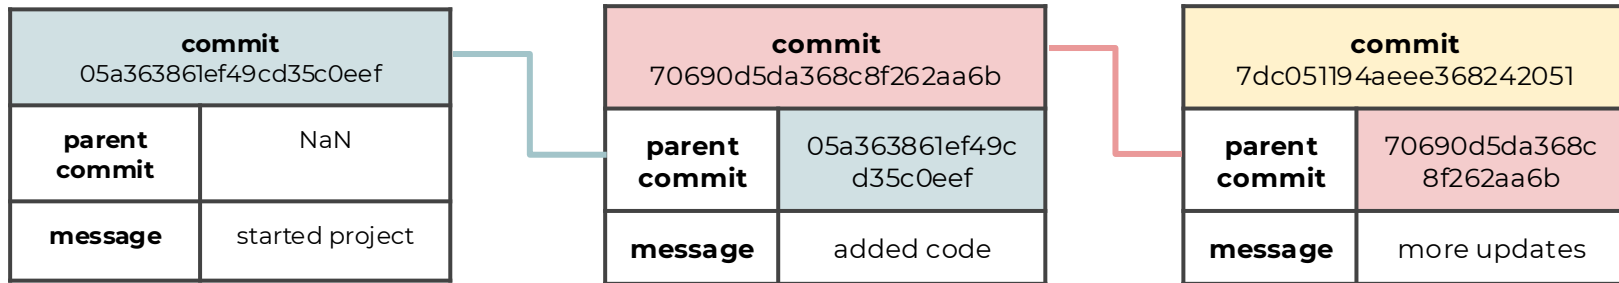 commit
05a363861ef49cd35c0eef
parent
commit
NaN
message
started project
commit
70690d5da368c8f262aa6b
parent
commit
05a363861ef49c
d35c0eef
message
added code
commit
7dc051194aeee368242051
parent
commit
70690d5da368c
8f262aa6b
message
more updates